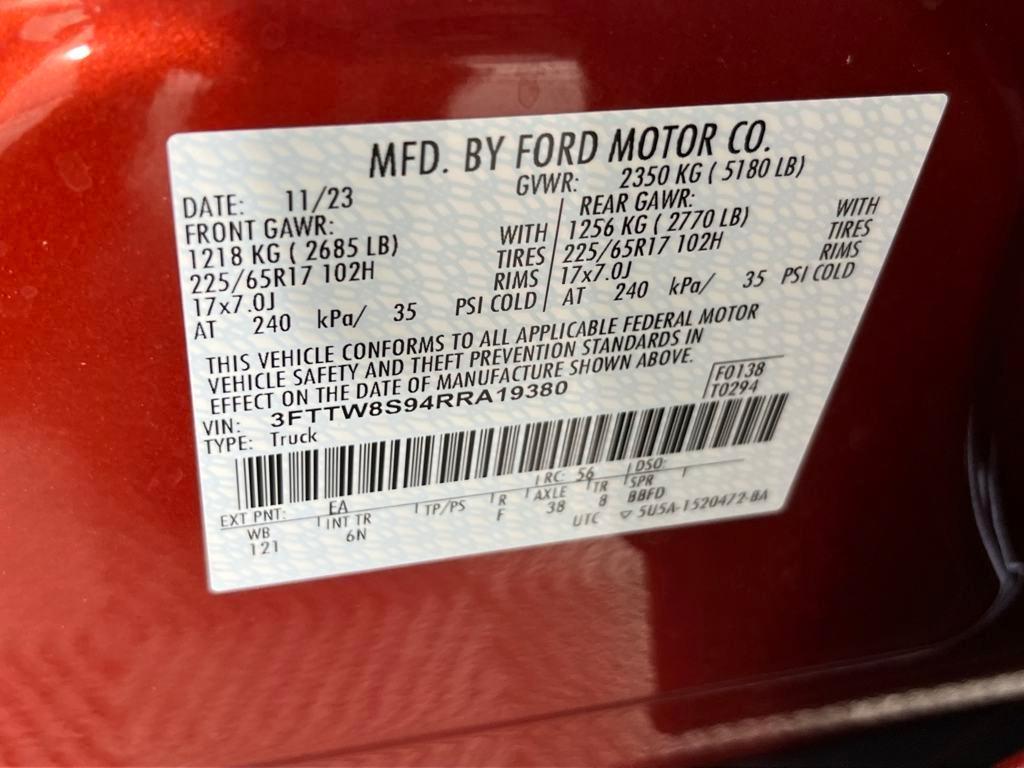 MFD. BY FORD MOTOR CO.
DATE: 11/23 GVWR: 2350 KG ( 5180 LB)
FRONT GAWR: REAR GAWR:
1218 KG ( 2685 LB) WITH 1256 KG ( 2770 LB) WITH
225/65R17 102H TIRES 225/65R17 102H TIRES
17x7.0J RIMS 17x7.0J RIMS
AT 240 kPa/ 35 PSI COLD AT 240 kPa/ 35 PSI COLD
THIS VEHICLE CONFORMS TO ALL APPLICABLE FEDERAL MOTOR
VEHICLE SAFETY AND THEFT PREVENTION STANDARDS IN
EFFECT ON THE DATE OF MANUFACTURE SHOWN ABOVE.
VIN: 3FTTW8S94RRA19380 F0138
TYPE: Truck T0294
EXT PNT: EA RC: 56 DSO:
WB INT TR TP/PS R AXLE TR SPR
121 6N F 38 8 BBFD
UTC ▽ 5U5A-1520472-BA